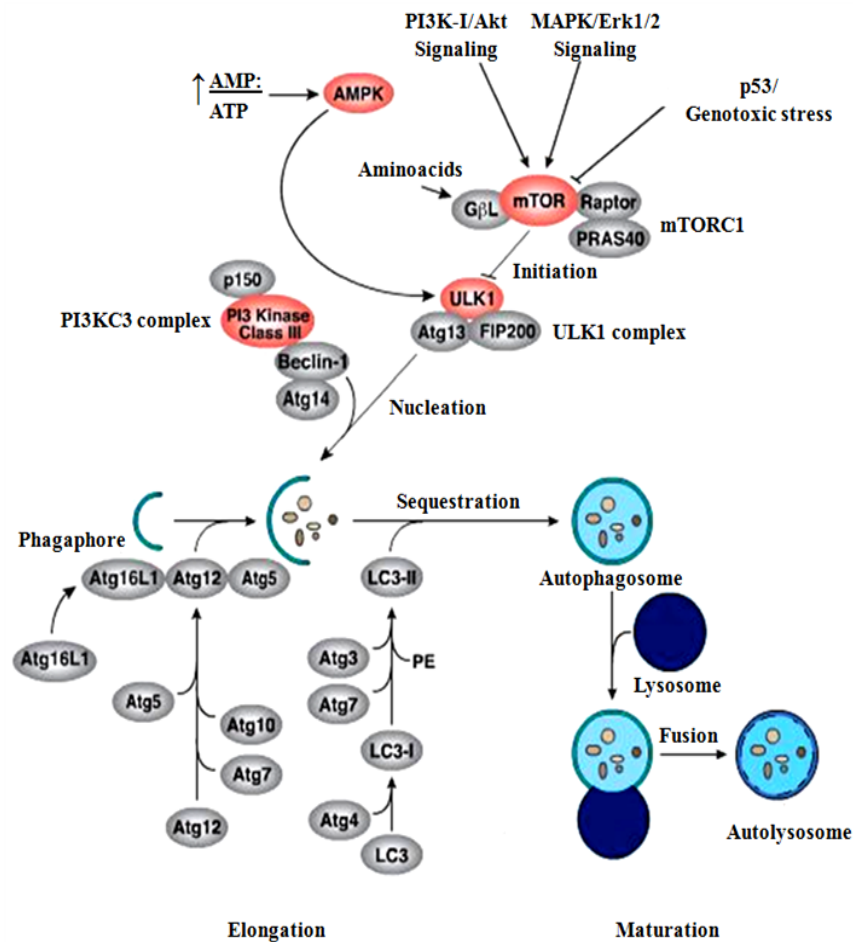 PI3K-I/Akt
Signaling
MAPK/Erk1/2
Signaling
↑ AMP:
ATP
AMPK
p53/
Genotoxic stress
Aminoacids
GβL
mTOR
Raptor
PRAS40
mTORC1
Initiation
p150
PI3 Kinase
Class III
PI3KC3 complex
Beclin-1
Atg14
ULK1
Atg13
FIP200
ULK1 complex
Nucleation
Phagaphore
Sequestration
Atg16L1
Atg12
Atg5
LC3-II
Autophagosome
Atg16L1
Atg3
PE
Lysosome
Atg5
Atg7
Atg10
LC3-I
Fusion
Atg7
Atg4
Atg12
LC3
Autolysosome
Elongation
Maturation